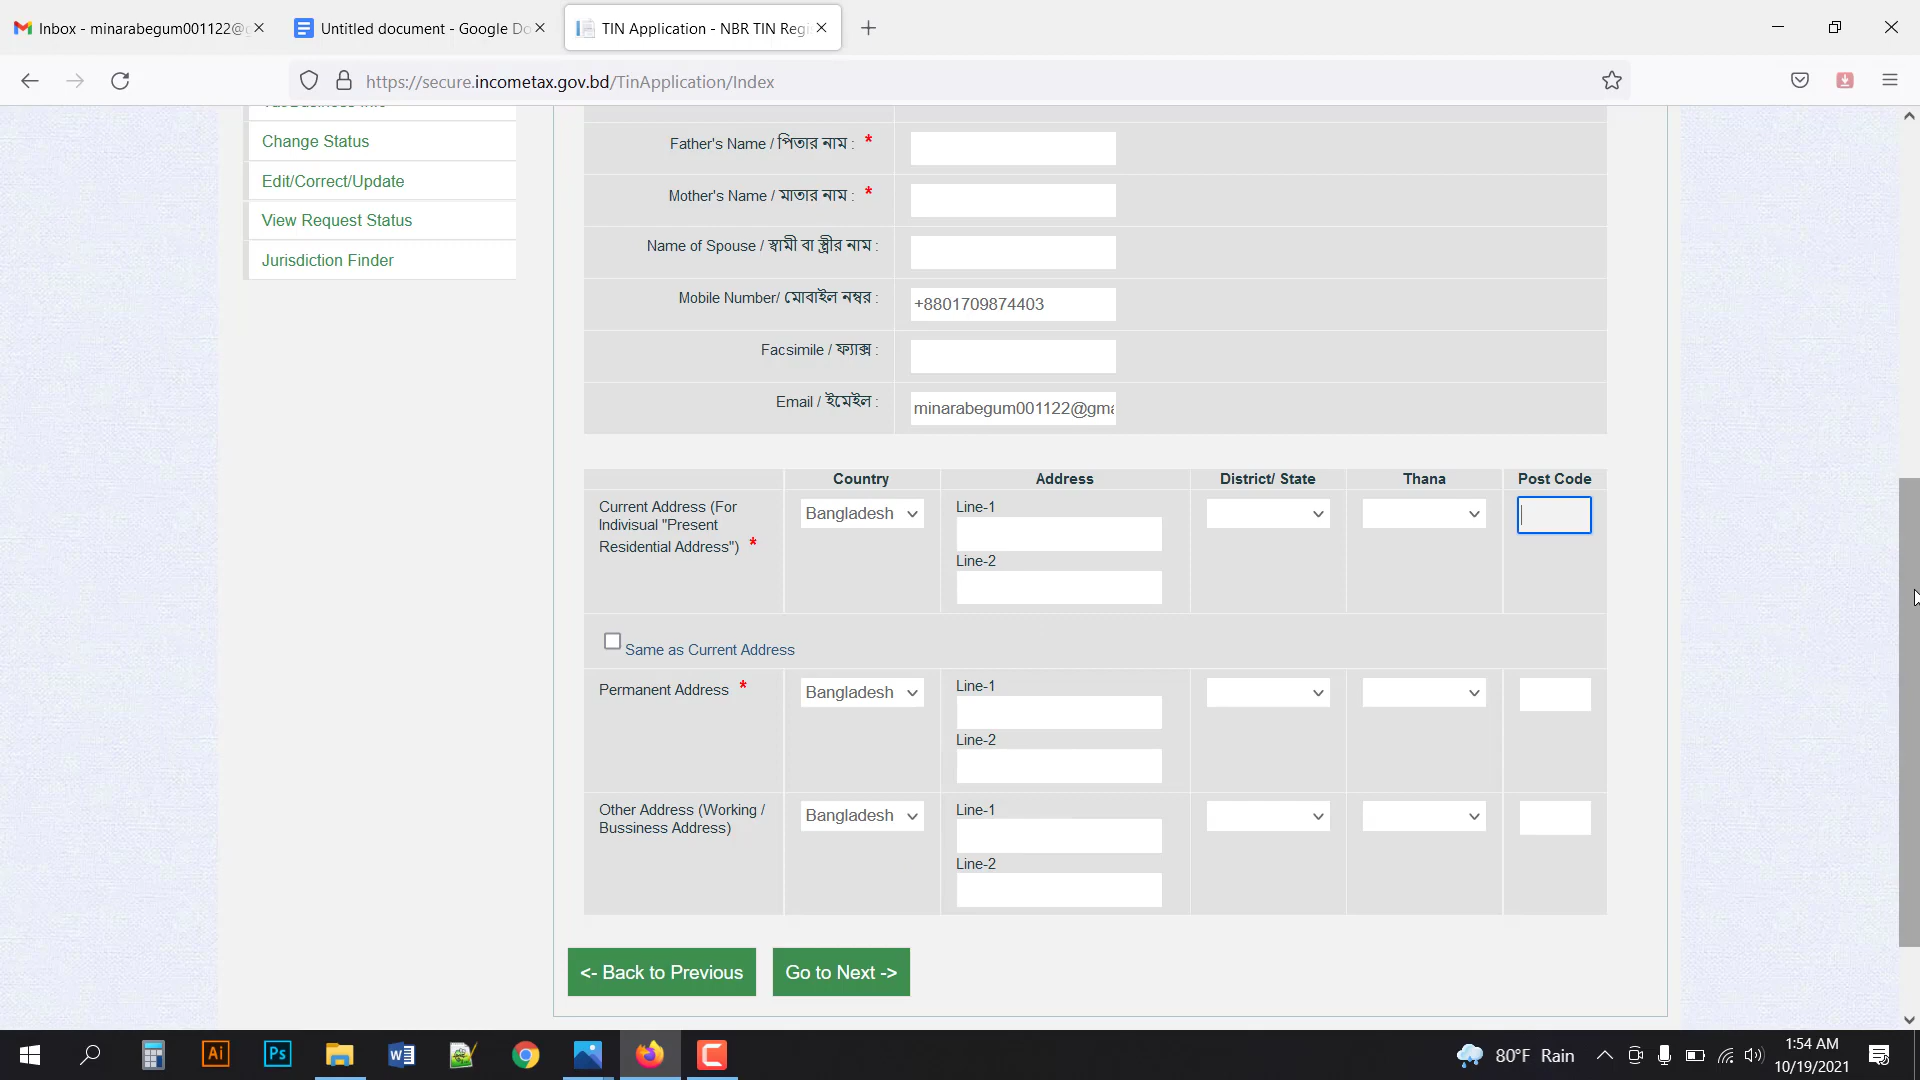 Inbox - minarabegum001122@g
Untitled document - Google Do
TIN Application - NBR TIN Regi
https://secure.incometax.gov.bd/TinApplication/Index
Change Status
Edit/Correct/Update
View Request Status
Jurisdiction Finder
Father's Name / পিতার নাম : *
Mother's Name / মাতার নাম : *
Name of Spouse / স্বামী বা স্ত্রীর নাম :
Mobile Number/ মোবাইল নম্বর :
+8801709874403
Facsimile / ফ্যাক্স :
Email / ইমেইল :
minarabegum001122@gma
Country Address District/ State Thana Post Code
Current Address (For
Indivisual "Present
Residential Address") *
Bangladesh
Line-1
Line-2
Same as Current Address
Permanent Address *
Bangladesh
Line-1
Line-2
Other Address (Working /
Bussiness Address)
Bangladesh
Line-1
Line-2
<- Back to Previous
Go to Next ->
Ai
Ps
W
80°F Rain
1:54 AM
10/19/2021